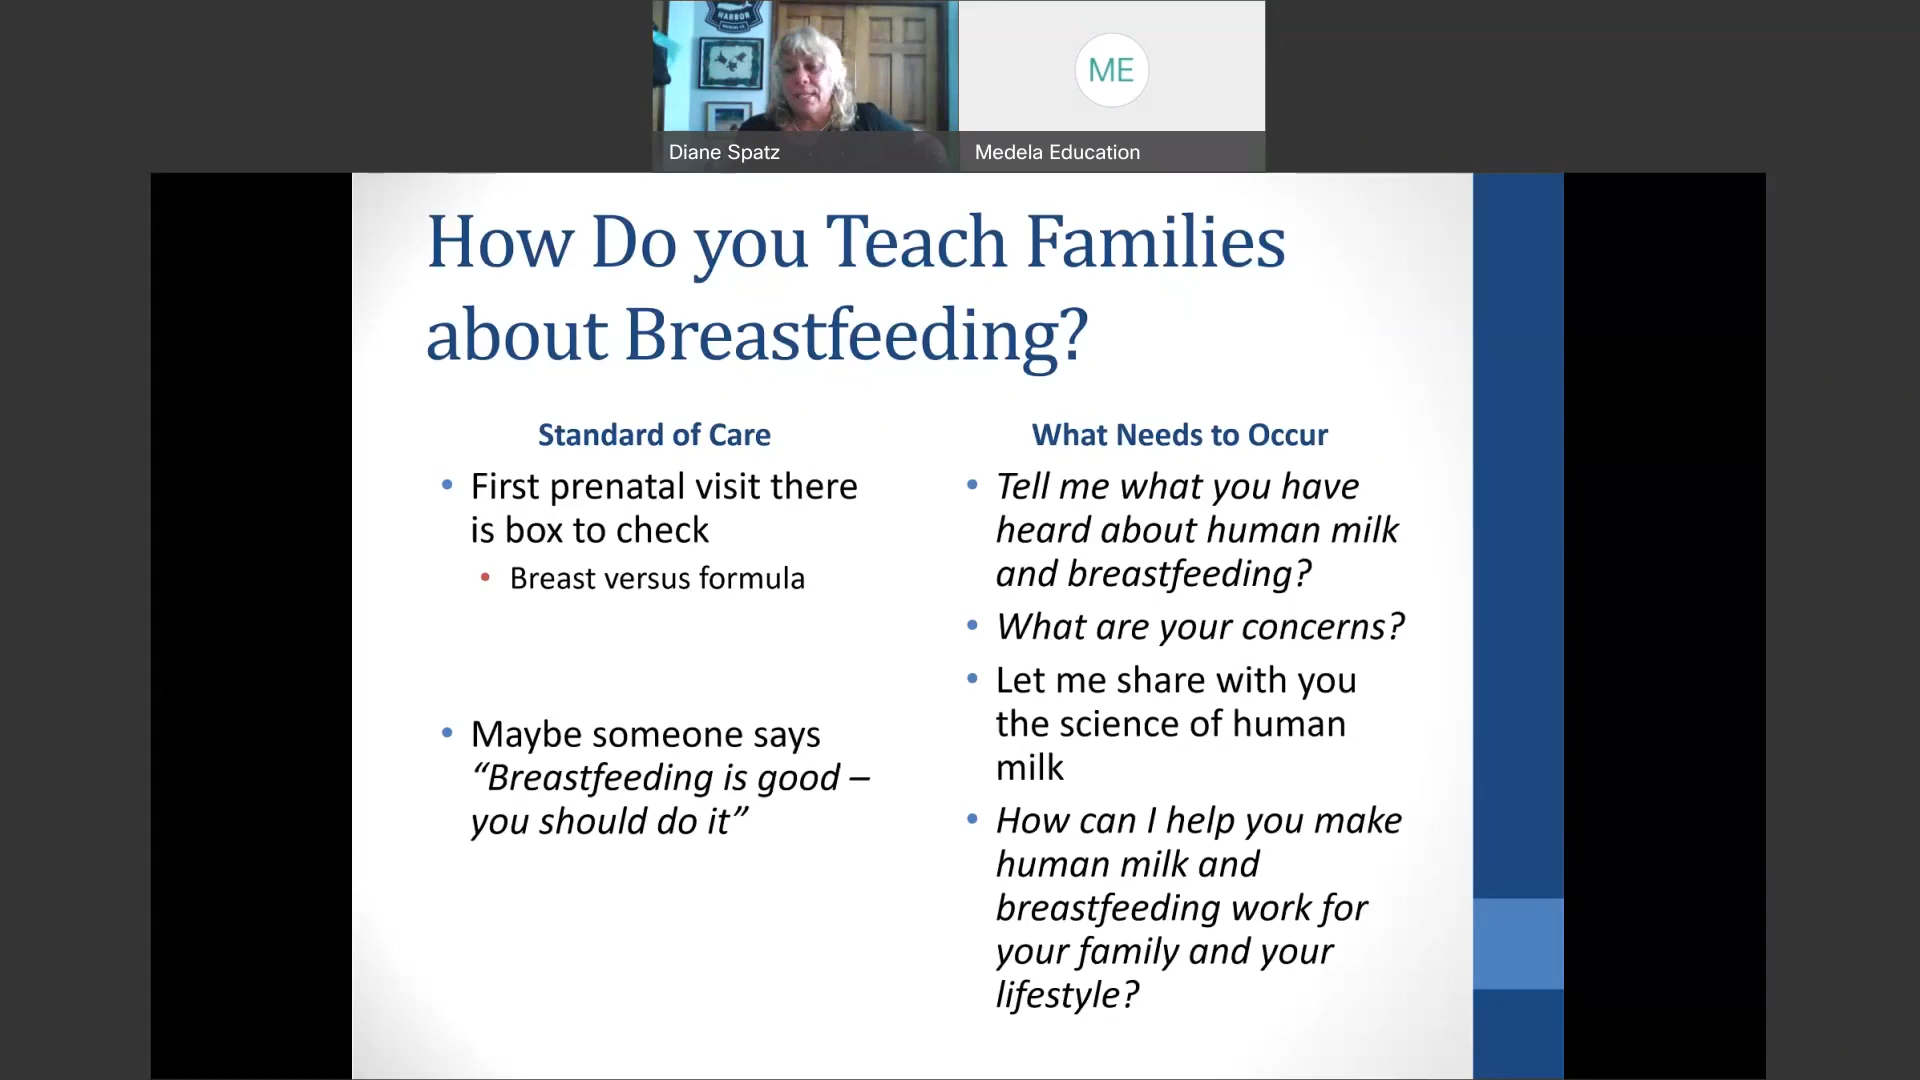 HARBOR
Diane Spatz
ME
Medela Education
How Do you Teach Families
about Breastfeeding?
Standard of Care
• First prenatal visit there
is box to check
• Breast versus formula
• Maybe someone says
“Breastfeeding is good –
you should do it”
What Needs to Occur
• Tell me what you have
heard about human milk
and breastfeeding?
• What are your concerns?
• Let me share with you
the science of human
milk
• How can I help you make
human milk and
breastfeeding work for
your family and your
lifestyle?